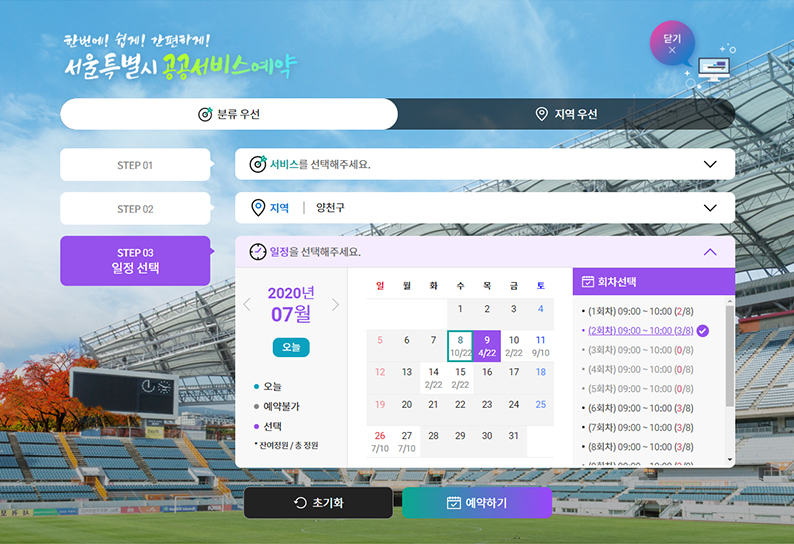 한번에! 쉽게! 간편하게!
서울특별시 공공서비스예약
닫기
×
분류 우선
지역 우선
STEP 01
서비스를 선택해주세요.
STEP 02
지역 | 양천구
STEP 03
일정 선택
일정을 선택해주세요.
2020년
07월
오늘
오늘
예약불가
선택
* 잔여정원 / 총 정원
일 월 화 수 목 금 토
1 2 3 4
5 6 7 8 9 10 11
10/22 4/22 2/22 9/10
12 13 14 15 16 17 18
2/22 2/22
19 20 21 22 23 24 25
26 27 28 29 30 31
7/10 7/10
회차선택
(1회차) 09:00 ~ 10:00 (2/8)
(2회차) 09:00 ~ 10:00 (3/8)
(3회차) 09:00 ~ 10:00 (0/8)
(4회차) 09:00 ~ 10:00 (0/8)
(5회차) 09:00 ~ 10:00 (0/8)
(6회차) 09:00 ~ 10:00 (3/8)
(7회차) 09:00 ~ 10:00 (3/8)
(8회차) 09:00 ~ 10:00 (3/8)
초기화
예약하기